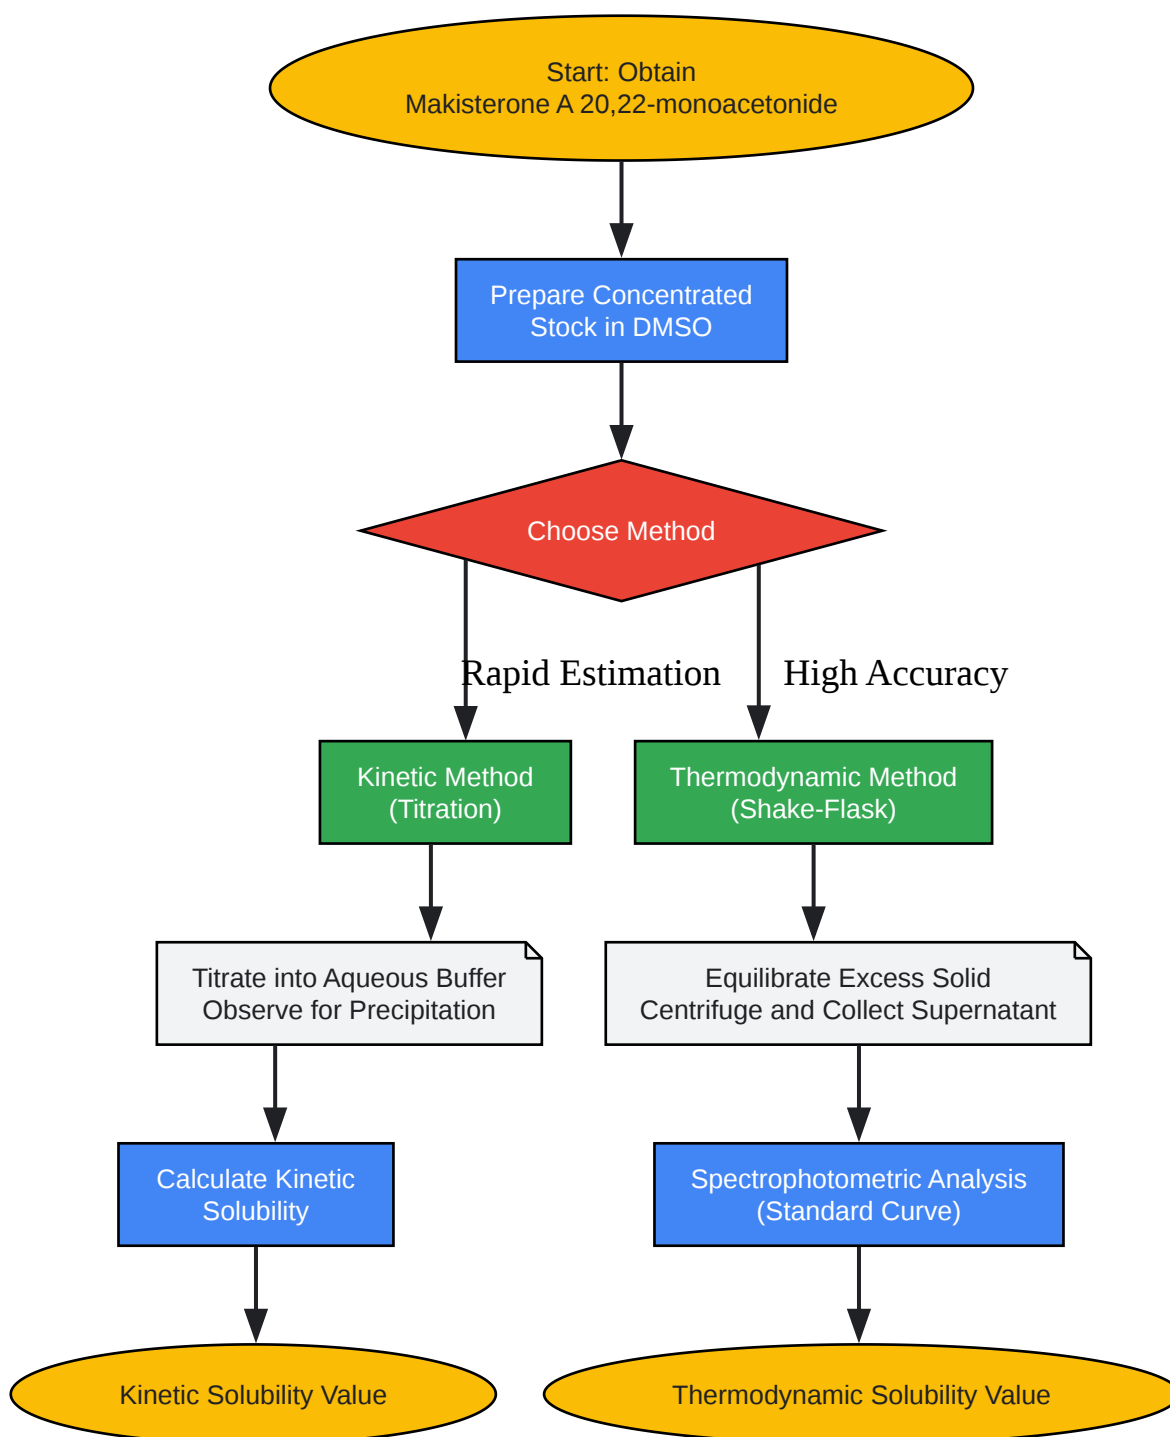 Start: Obtain
Makisterone A 20,22-monoacetonide
Prepare Concentrated
Stock in DMSO
Choose Method
Rapid Estimation
High Accuracy
Kinetic Method
(Titration)
Thermodynamic Method
(Shake-Flask)
Titrate into Aqueous Buffer
Observe for Precipitation
Equilibrate Excess Solid
Centrifuge and Collect Supernatant
Calculate Kinetic
Solubility
Spectrophotometric Analysis
(Standard Curve)
Kinetic Solubility Value
Thermodynamic Solubility Value